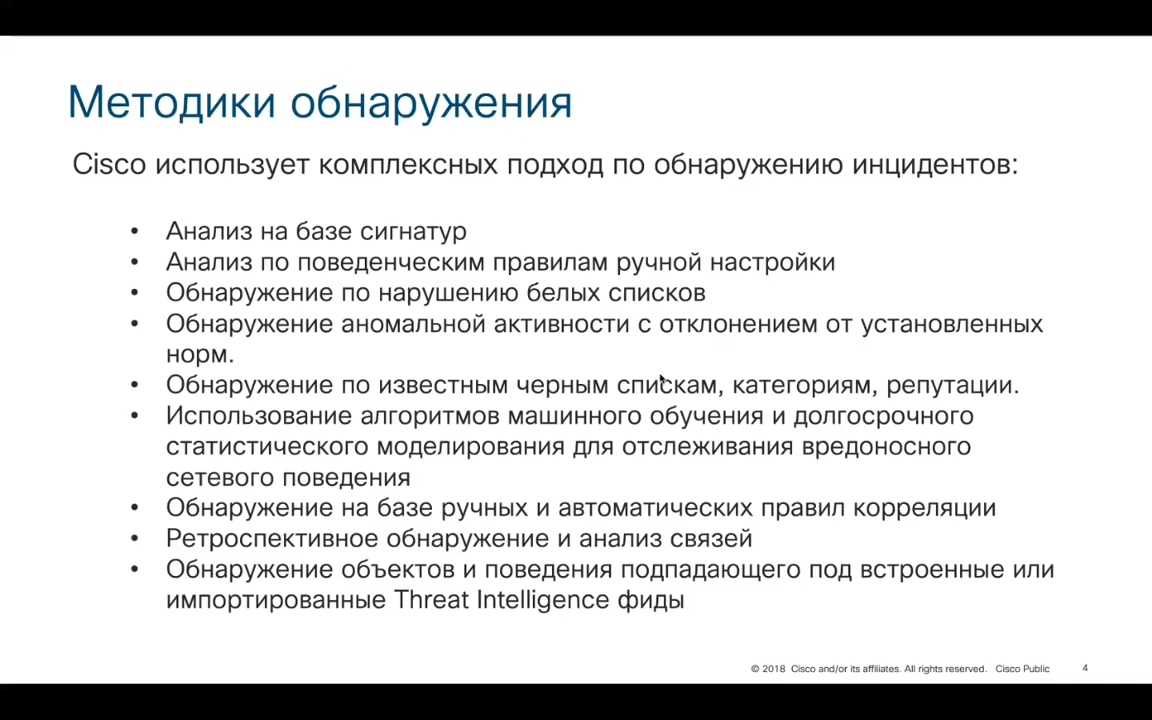 Методики обнаружения
Cisco использует комплексных подход по обнаружению инцидентов:
• Анализ на базе сигнатур
• Анализ по поведенческим правилам ручной настройки
• Обнаружение по нарушению белых списков
• Обнаружение аномальной активности с отклонением от установленных
норм.
• Обнаружение по известным черным спискам, категориям, репутации.
• Использование алгоритмов машинного обучения и долгосрочного
статистического моделирования для отслеживания вредоносного
сетевого поведения
• Обнаружение на базе ручных и автоматических правил корреляции
• Ретроспективное обнаружение и анализ связей
• Обнаружение объектов и поведения подпадающего под встроенные или
импортированные Threat Intelligence фиды
© 2018 Cisco and/or its affiliates. All rights reserved. Cisco Public 4